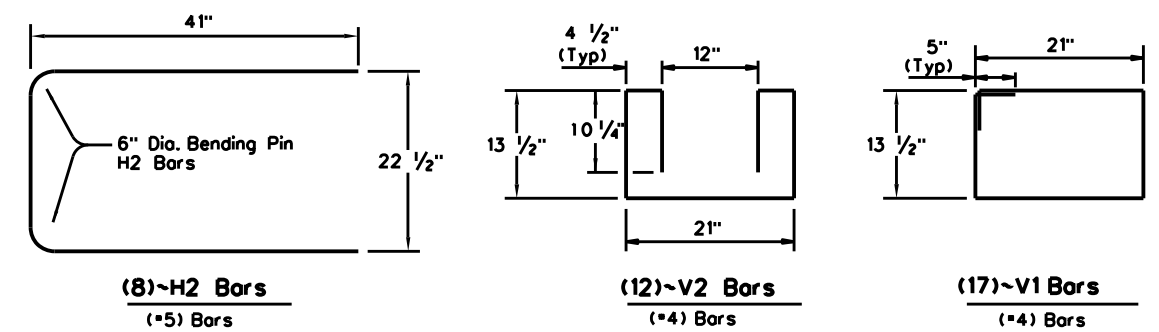 41"
6" Dia. Bending Pin
H2 Bars
22 1/2"
(8)~H2 Bars
(#5) Bars
4 1/2"
(Typ)
12"
13 1/2"
10 1/4"
21"
(12)~V2 Bars
(#4) Bars
5"
(Typ)
21"
13 1/2"
(17)~V1 Bars
(#4) Bars